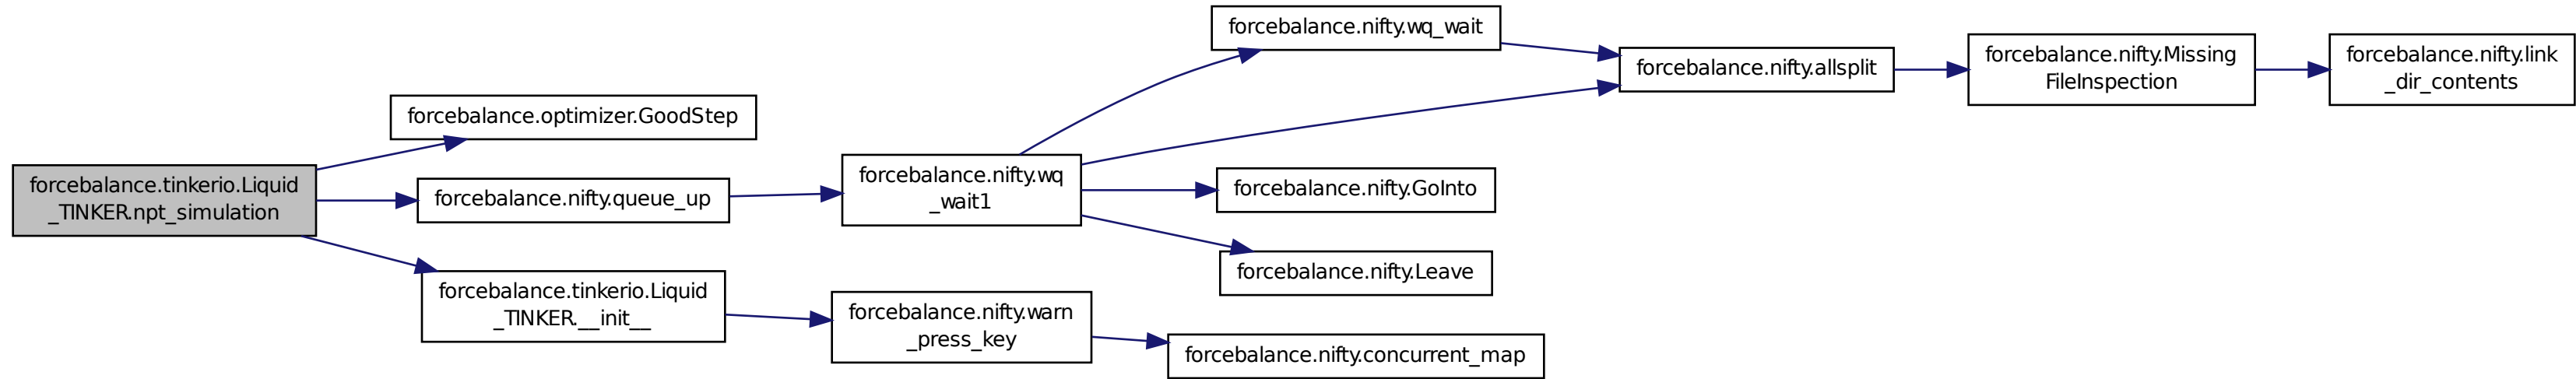 forcebalance.tinkerio.Liquid
_TINKER.npt_simulation
forcebalance.optimizer.GoodStep
forcebalance.nifty.queue_up
forcebalance.tinkerio.Liquid
_TINKER.__init__
forcebalance.nifty.wq
_wait1
forcebalance.nifty.warn
_press_key
forcebalance.nifty.wq_wait
forcebalance.nifty.GoInto
forcebalance.nifty.Leave
forcebalance.nifty.concurrent_map
forcebalance.nifty.allsplit
forcebalance.nifty.Missing
FileInspection
forcebalance.nifty.link
_dir_contents